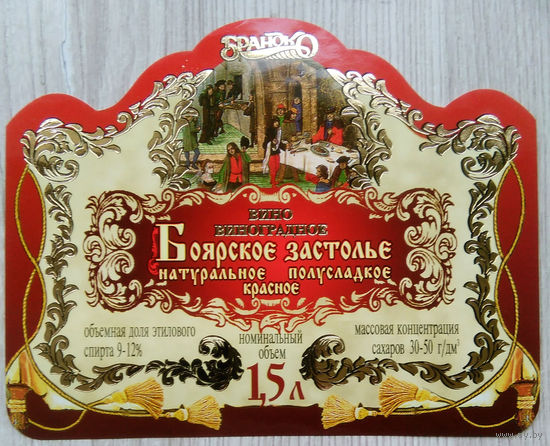 БРАНОКО
ВИНО
ВИНОГРАДНОЕ
Боярское застолье
натуральное полусладкое
красное
объемная доля этилового
спирта 9-12%
номинальный
объем
1,5 л
массовая концентрация
сахаров 30-50 г/дм³